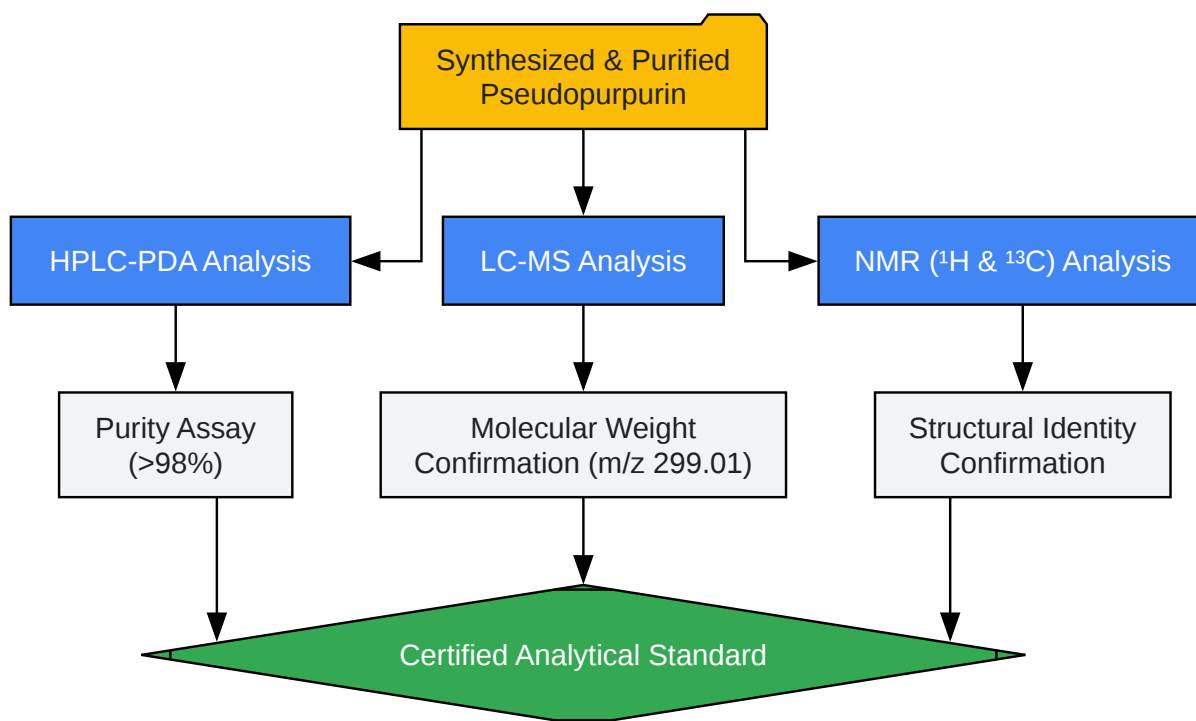 Synthesized & Purified
Pseudopurpurin
HPLC-PDA Analysis
LC-MS Analysis
NMR (¹H & ¹³C) Analysis
Purity Assay
(>98%)
Molecular Weight
Confirmation (m/z 299.01)
Structural Identity
Confirmation
Certified Analytical Standard